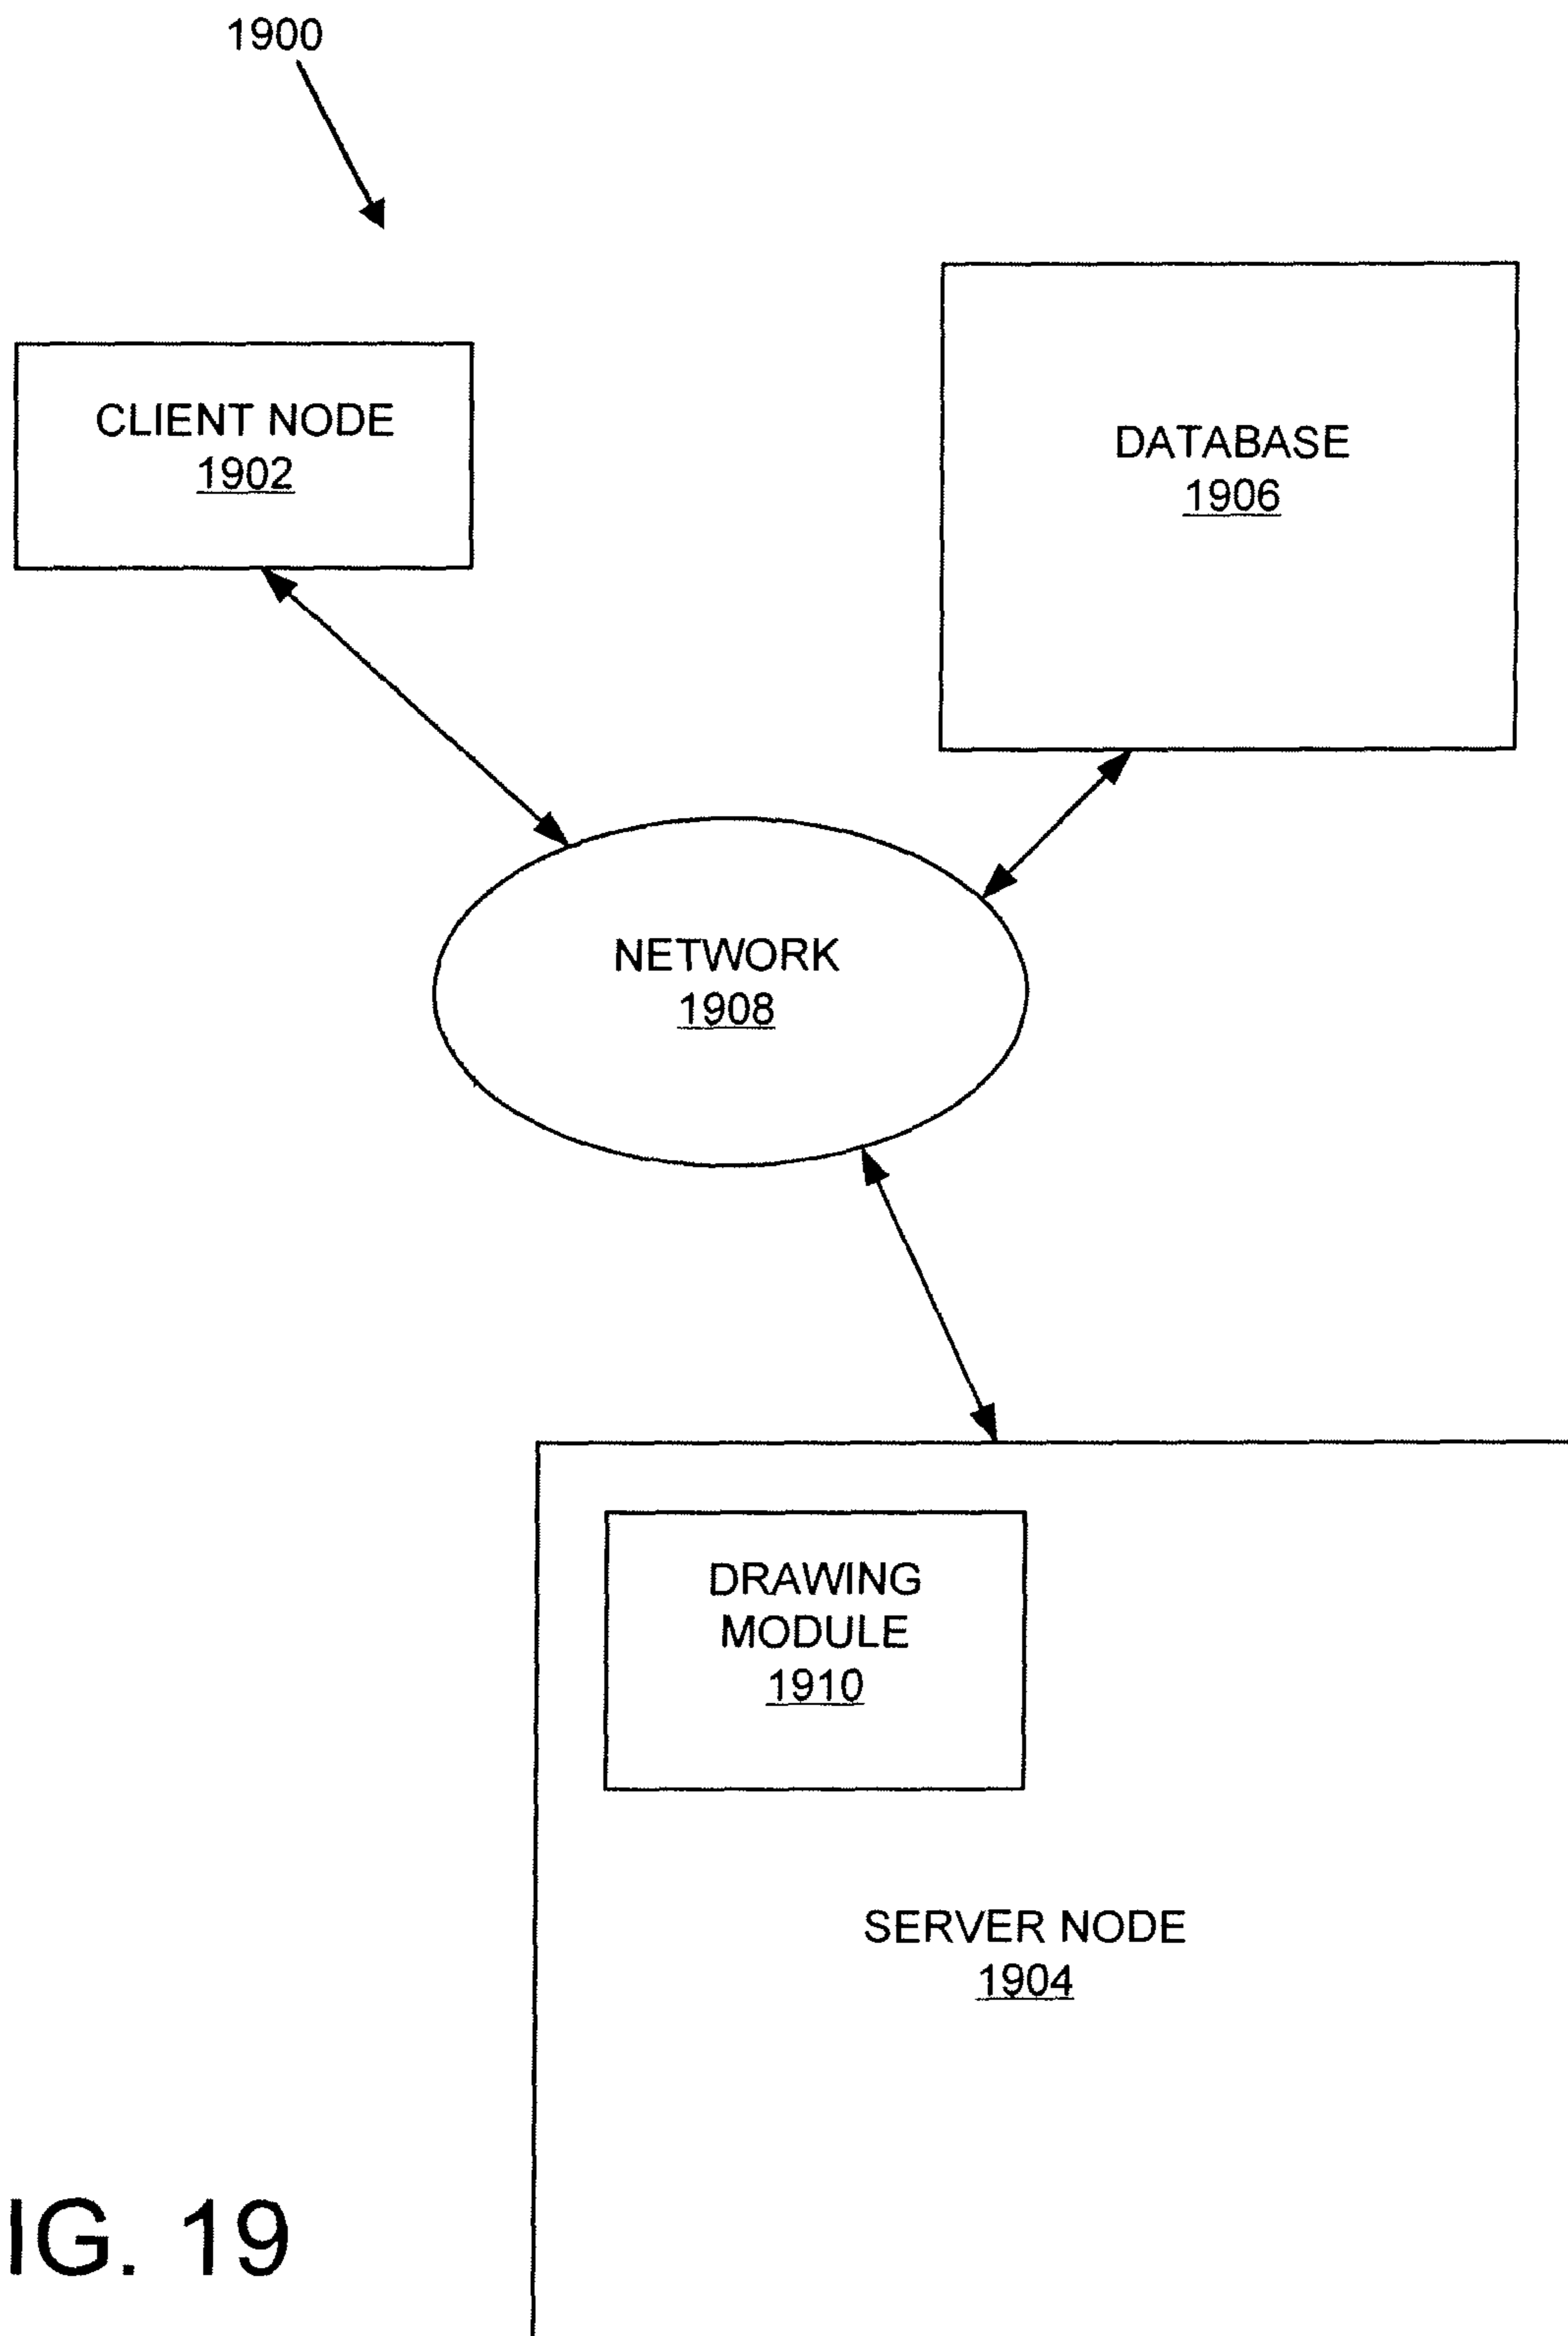 1900
CLIENT NODE
1902
DATABASE
1906
NETWORK
1908
DRAWING
MODULE
1910
SERVER NODE
1904
IG. 19